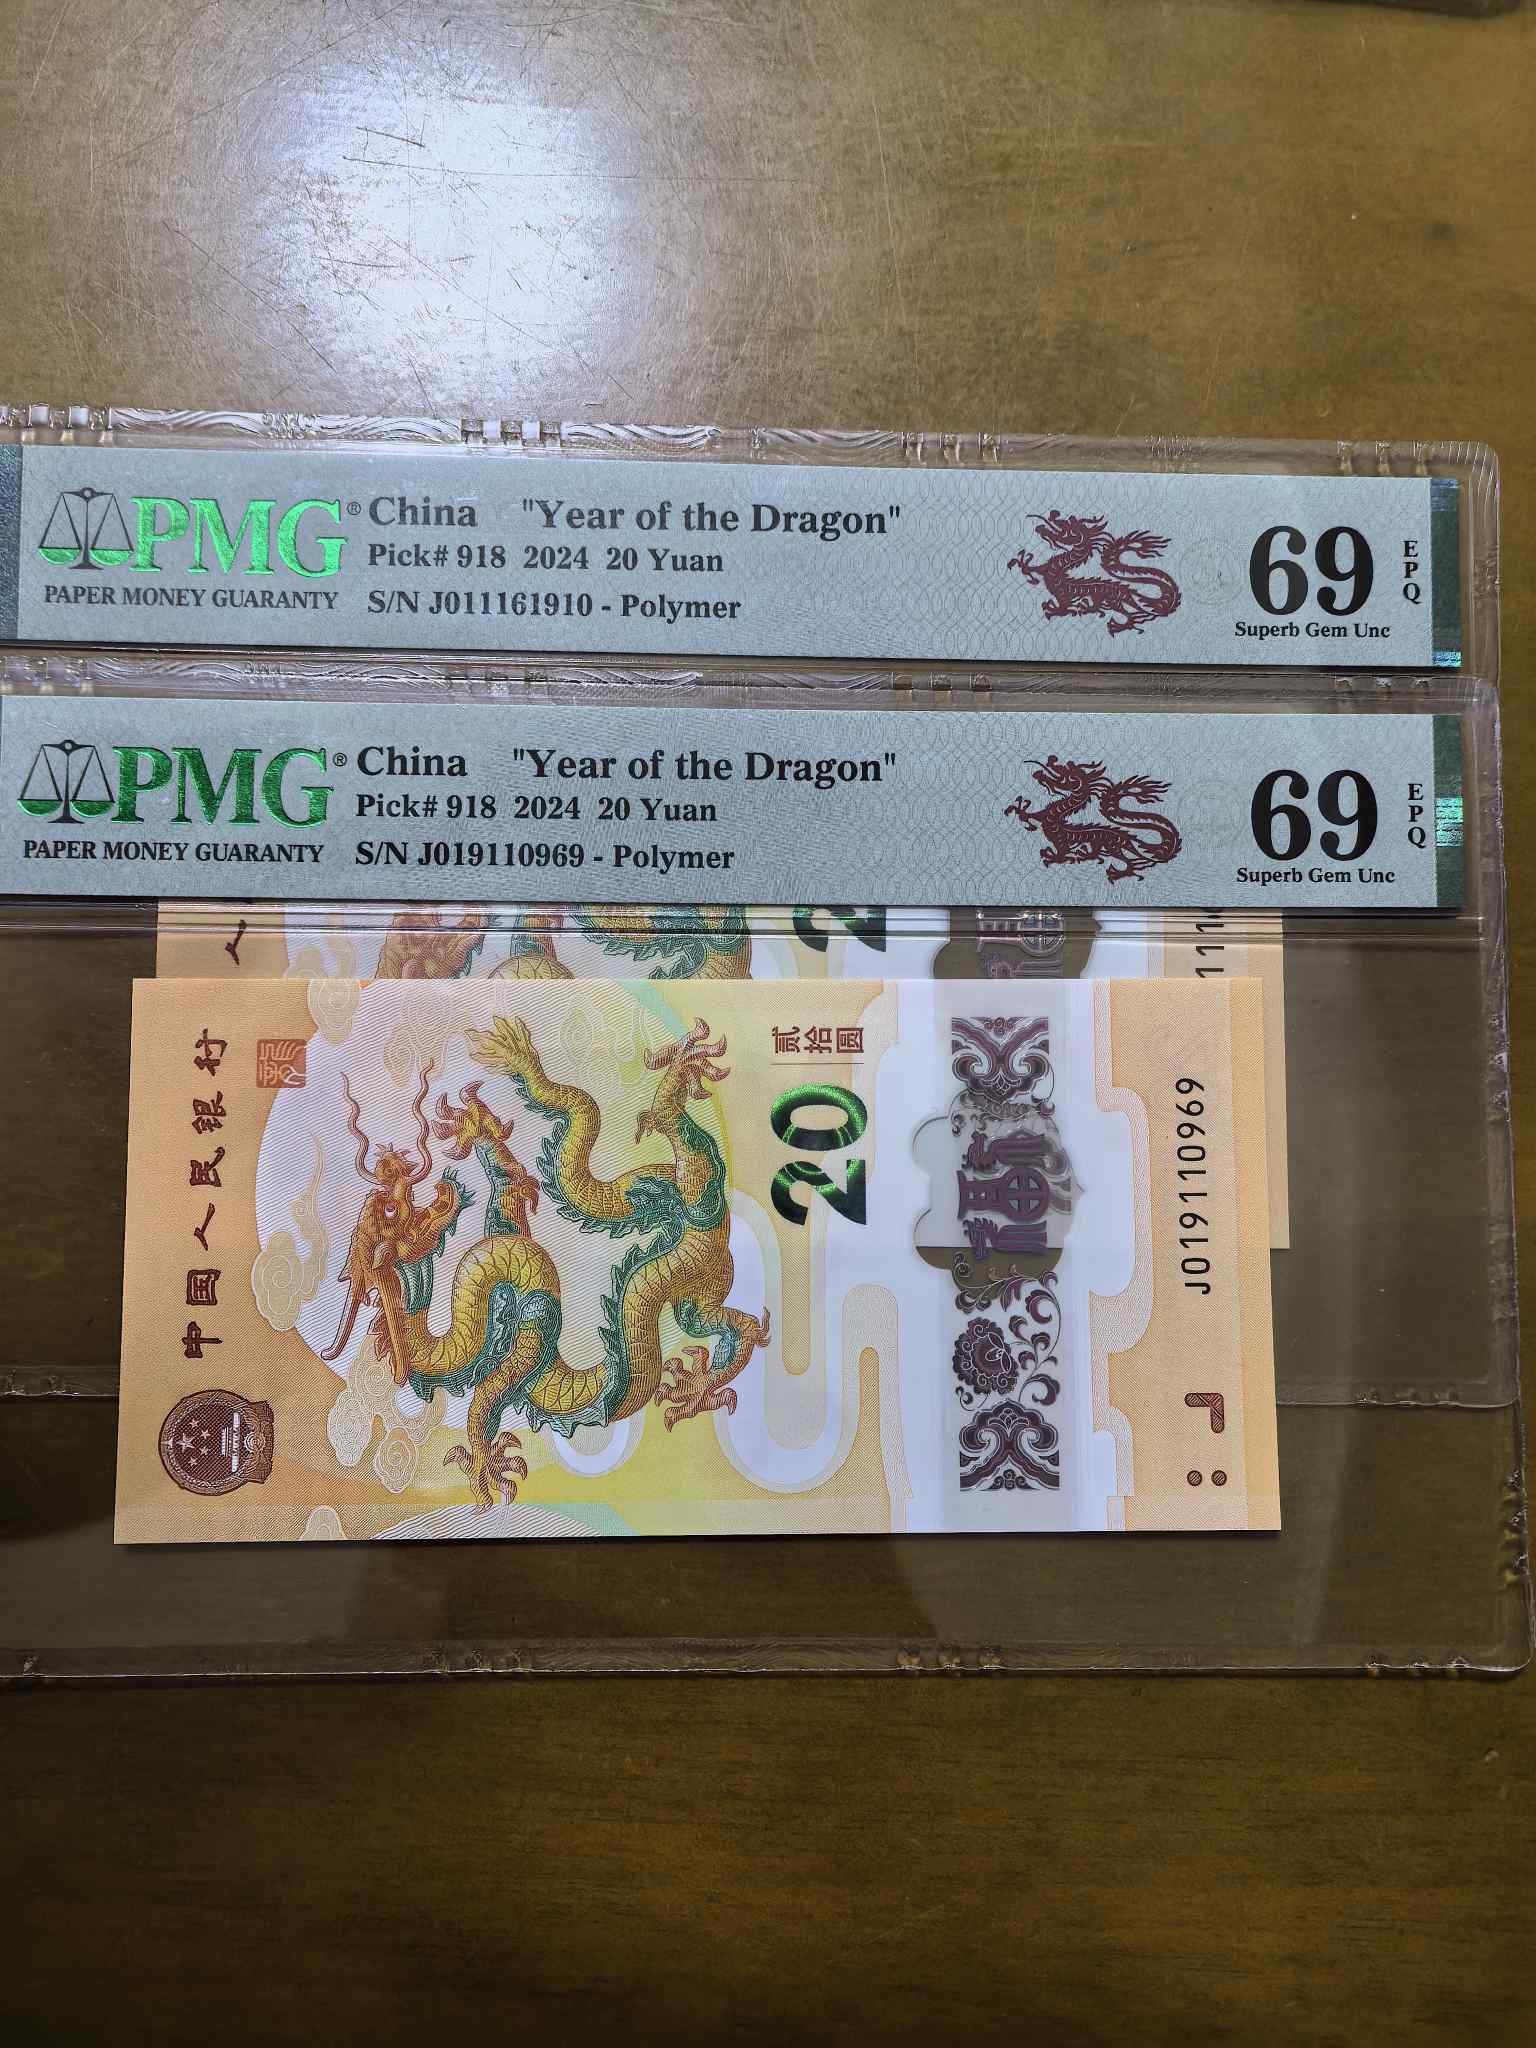 PMG® China "Year of the Dragon"
Pick# 918 2024 20 Yuan
PAPER MONEY GUARANTY
S/N J011161910 - Polymer
69
EPQ
Superb Gem Unc
PMG® China "Year of the Dragon"
Pick# 918 2024 20 Yuan
PAPER MONEY GUARANTY
S/N J019110969 - Polymer
69
EPQ
Superb Gem Unc
人
中国人民银行
贰拾圆
20
J019110969